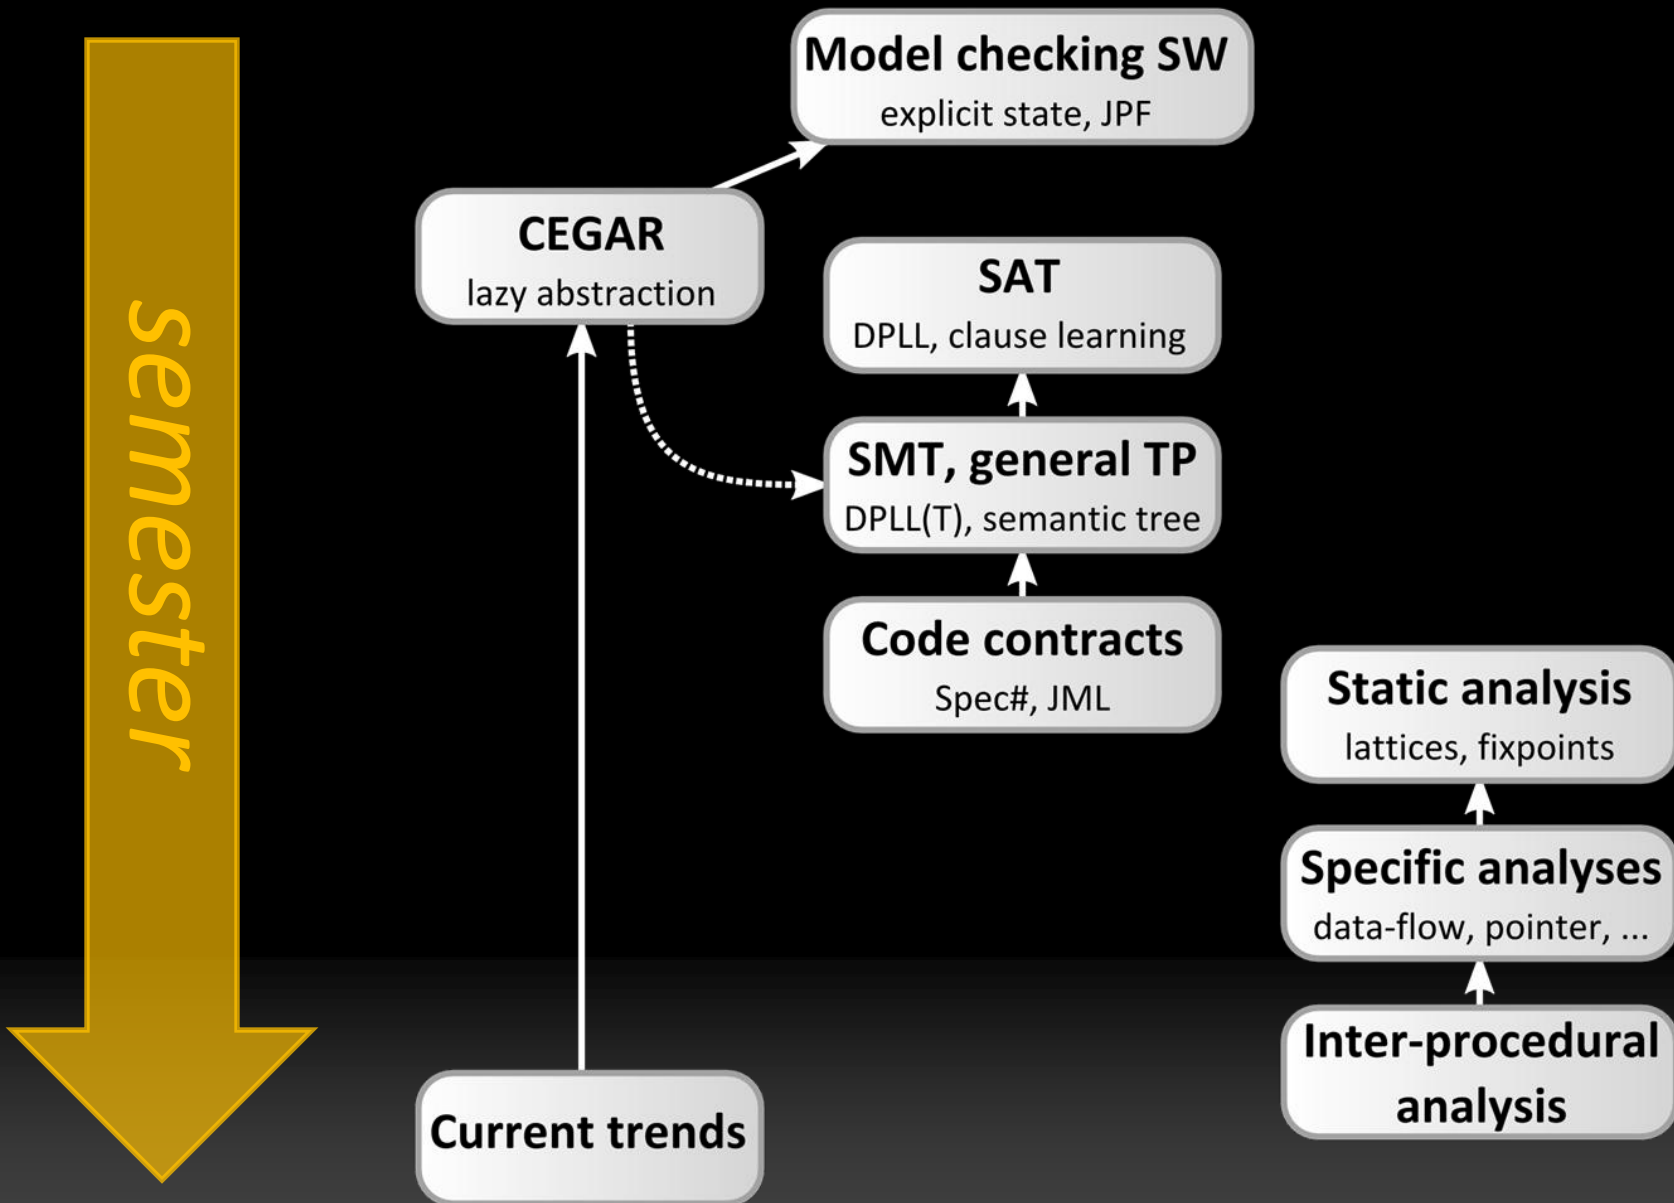 semester
Model checking SW
explicit state, JPF
CEGAR
lazy abstraction
SAT
DPLL, clause learning
SMT, general TP
DPLL(T), semantic tree
Code contracts
Spec#, JML
Static analysis
lattices, fixpoints
Specific analyses
data-flow, pointer, ...
Inter-procedural
analysis
Current trends